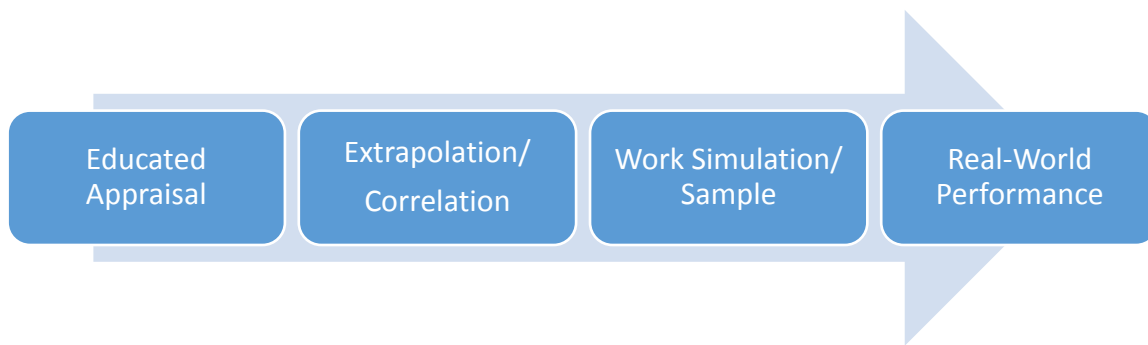 Educated
Appraisal
Extrapolation/
Correlation
Work Simulation/
Sample
Real-World
Performance